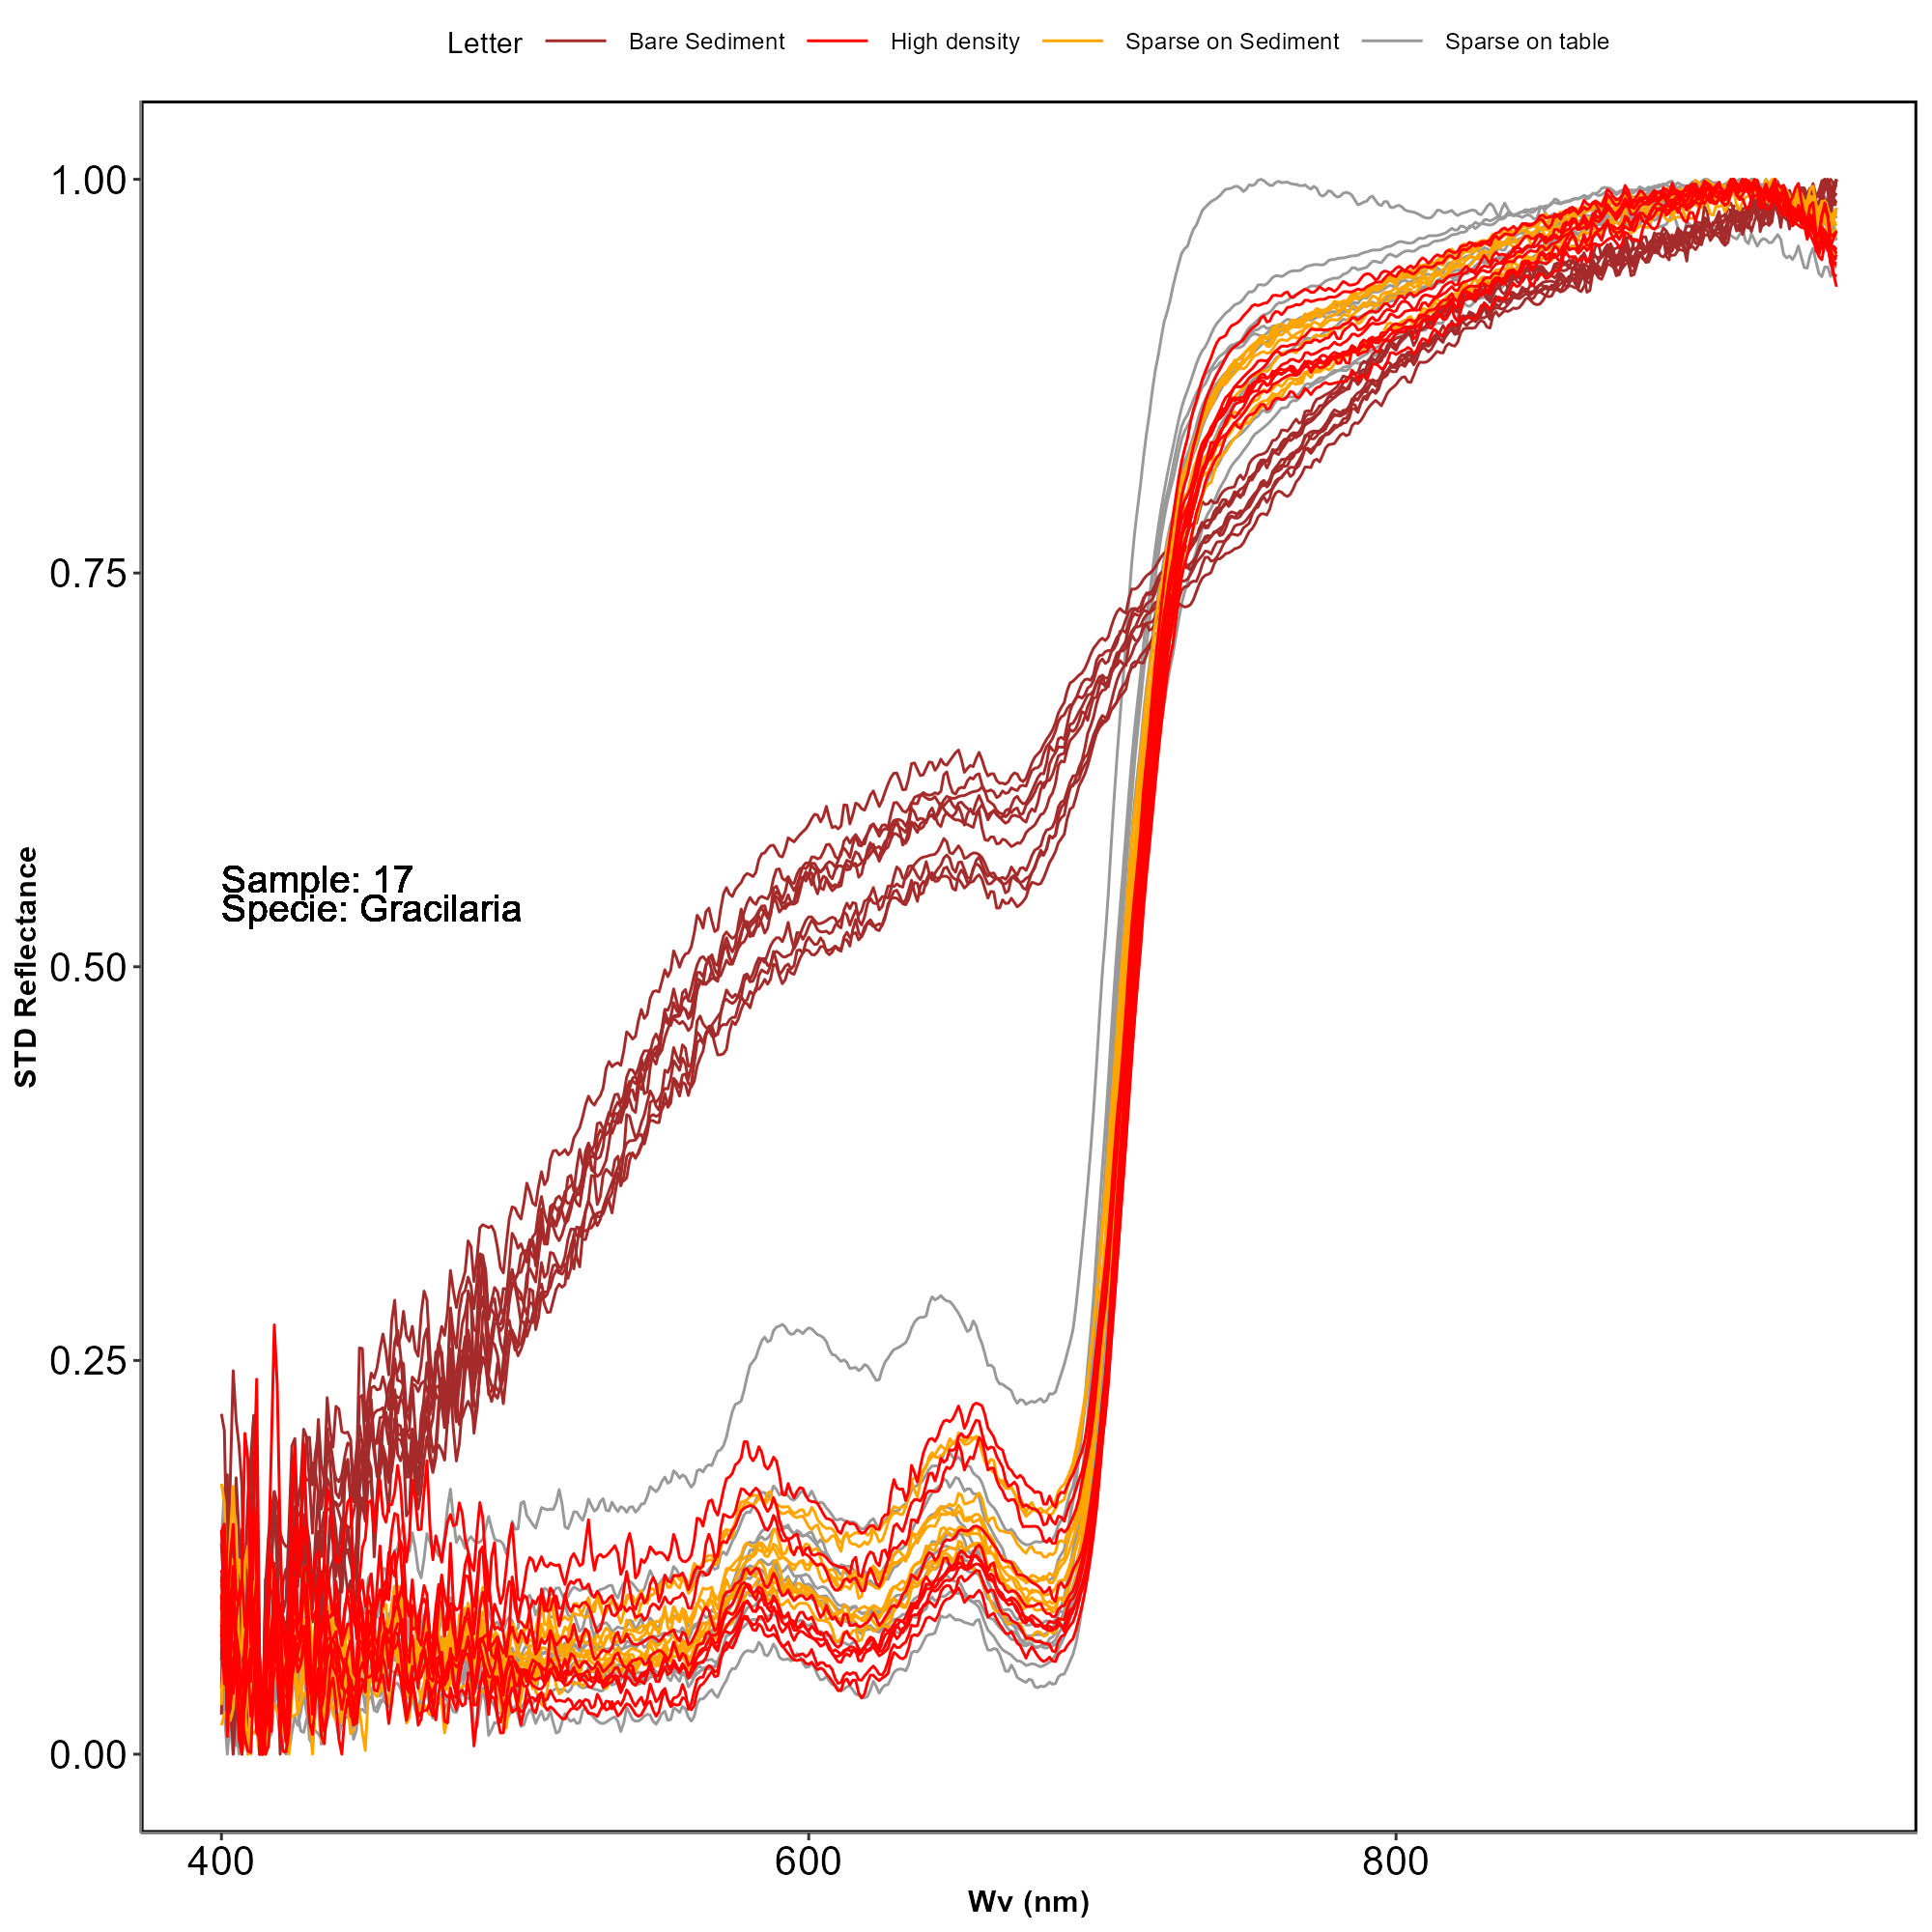 Letter Bare Sediment High density Sparse on Sediment Sparse on table
1.00
0.75
Sample: 17
Specie: Gracilaria
0.50
0.25
0.00
STD Reflectance
400 600 800
Wv (nm)